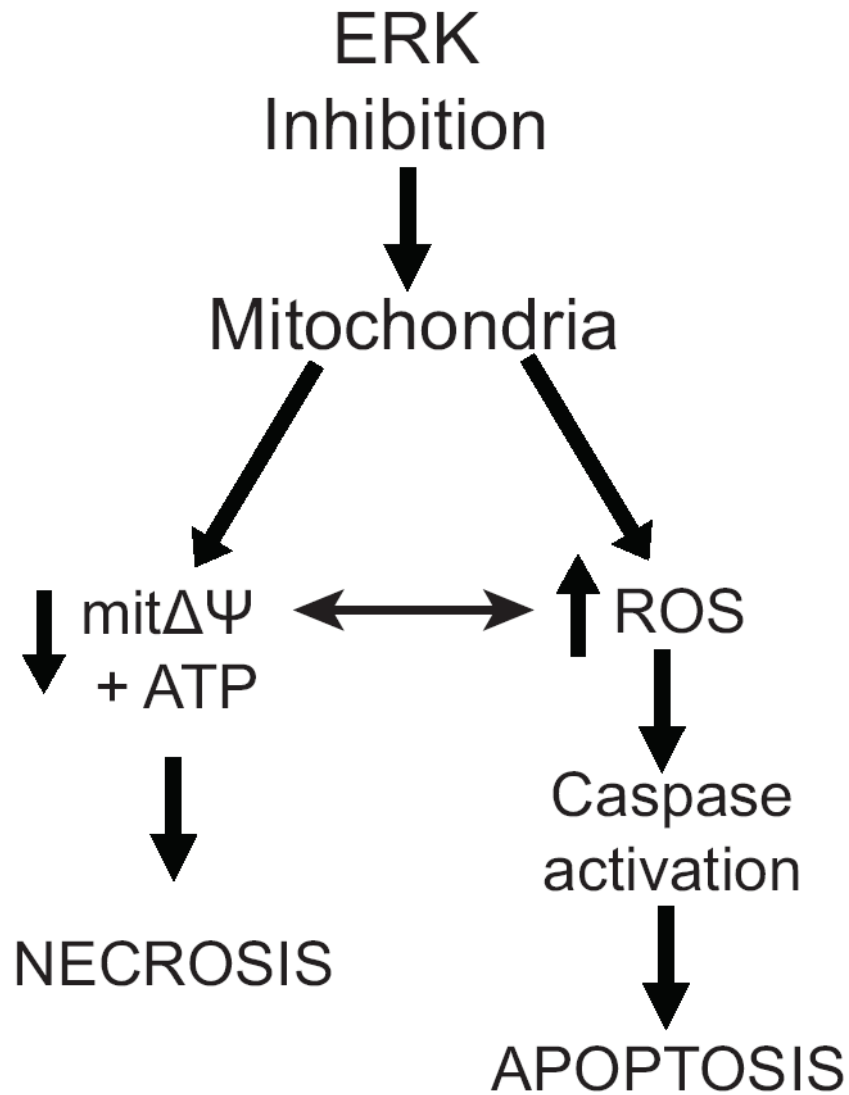 ERK
Inhibition
Mitochondria
mitΔΨ
+ ATP
ROS
Caspase
activation
NECROSIS
APOPTOSIS